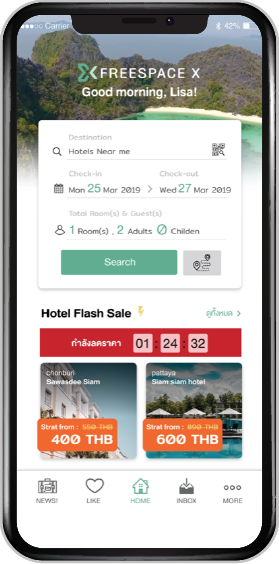 Carrier 42%
FREESPACE X
Good morning, Lisa!
Destination
Hotels Near me
Check-in Check-out
Mon 25 Mar 2019 > Wed 27 Mar 2019
Total Room(s) & Guest(s)
1 Room(s) , 2 Adults 0 Childen
Search
Hotel Flash Sale ดูทั้งหมด >
กำลังลดราคา 01 : 24 : 32
chonburi
Sawasdee Siam
Strat from : 550 THB
400 THB
pattaya
Siam siam hotel
Strat from : 800 THB
600 THB
NEWS! LIKE HOME INBOX MORE